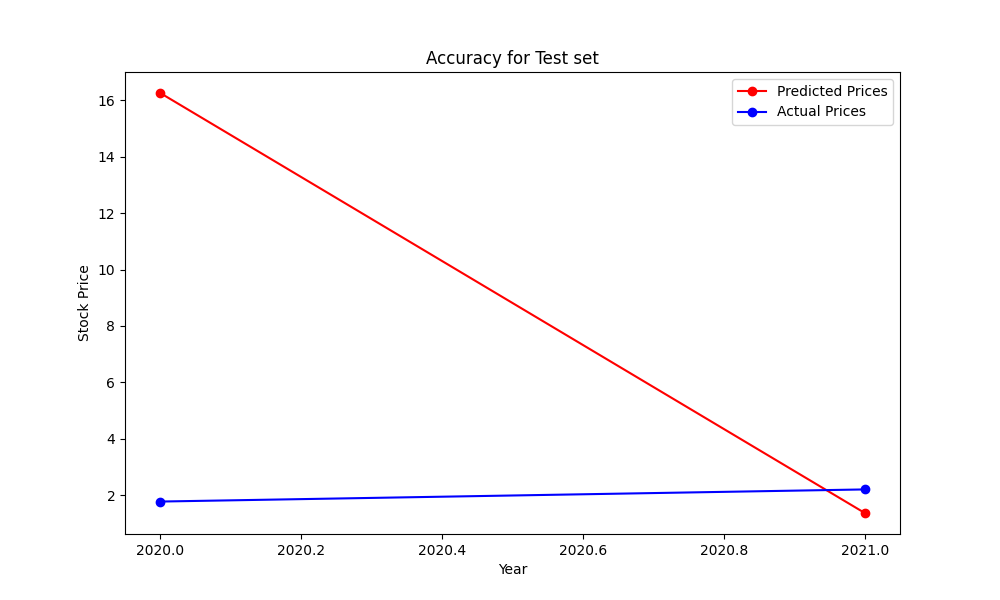 Accuracy for Test set
Predicted Prices
Actual Prices
16
14
12
10
8
6
4
2
Stock Price
2020.0
2020.2
2020.4
2020.6
2020.8
2021.0
Year